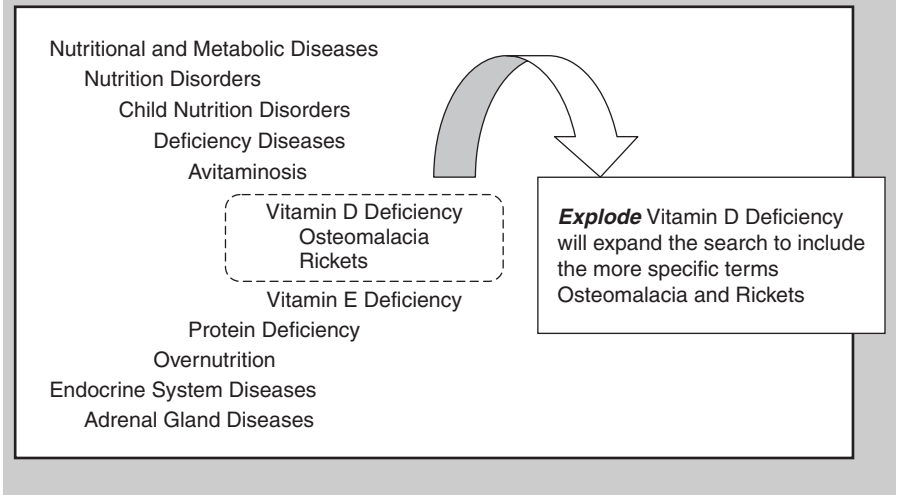 Nutritional and Metabolic Diseases
Nutrition Disorders
Child Nutrition Disorders
Deficiency Diseases
Avitaminosis
Vitamin D Deficiency
Osteomalacia
Rickets
Vitamin E Deficiency
Protein Deficiency
Overnutrition
Endocrine System Diseases
Adrenal Gland Diseases
Explode Vitamin D Deficiency
will expand the search to include
the more specific terms
Osteomalacia and Rickets